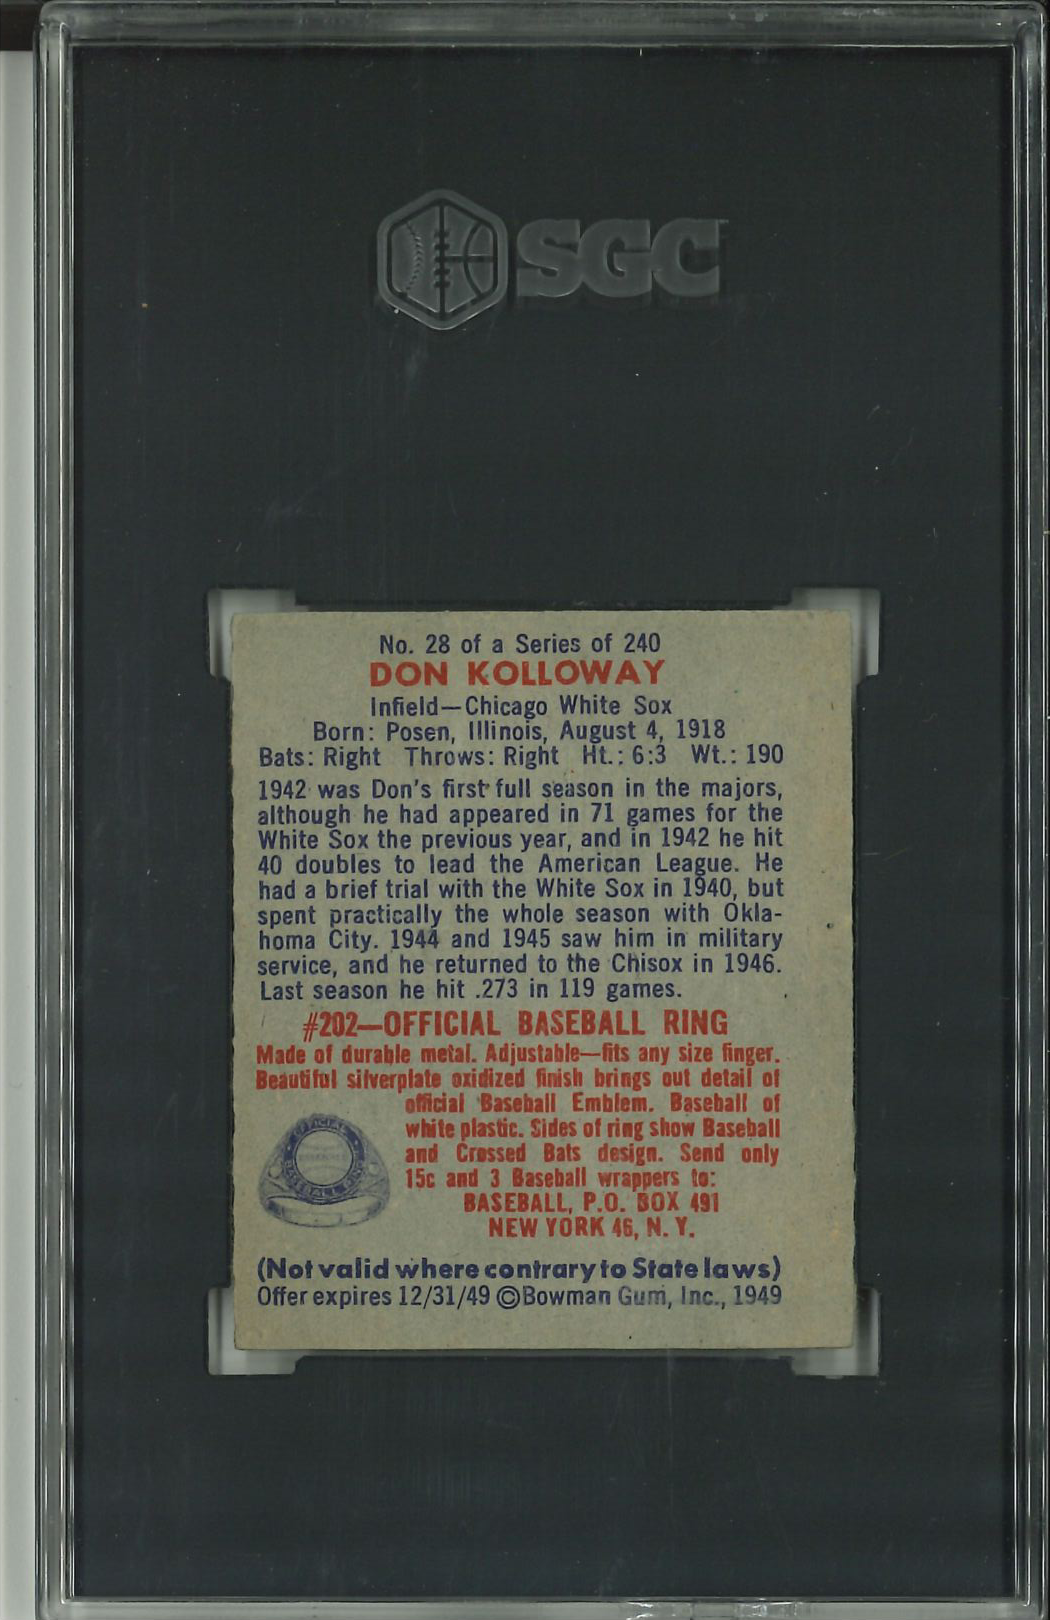 SGC
No. 28 of a Series of 240
DON KOLLOWAY
Infield—Chicago White Sox
Born: Posen, Illinois, August 4, 1918
Bats: Right Throws: Right Ht.: 6:3 Wt.: 190
1942 was Don's first full season in the majors,
although he had appeared in 71 games for the
White Sox the previous year, and in 1942 he hit
40 doubles to lead the American League. He
had a brief trial with the White Sox in 1940, but
spent practically the whole season with Okla-
homa City. 1944 and 1945 saw him in military
service, and he returned to the Chisox in 1946.
Last season he hit .273 in 119 games.
#202—OFFICIAL BASEBALL RING
Made of durable metal. Adjustable—fits any size finger.
Beautiful silverplate oxidized finish brings out detail of
official Baseball Emblem. Baseball of
white plastic. Sides of ring show Baseball
and Crossed Bats design. Send only
15c and 3 Baseball wrappers to:
BASEBALL, P.O. BOX 491
NEW YORK 46, N. Y.
OFFICIAL
BASEBALL RING
(Not valid where contrary to State laws)
Offer expires 12/31/49 ©Bowman Gum, Inc., 1949